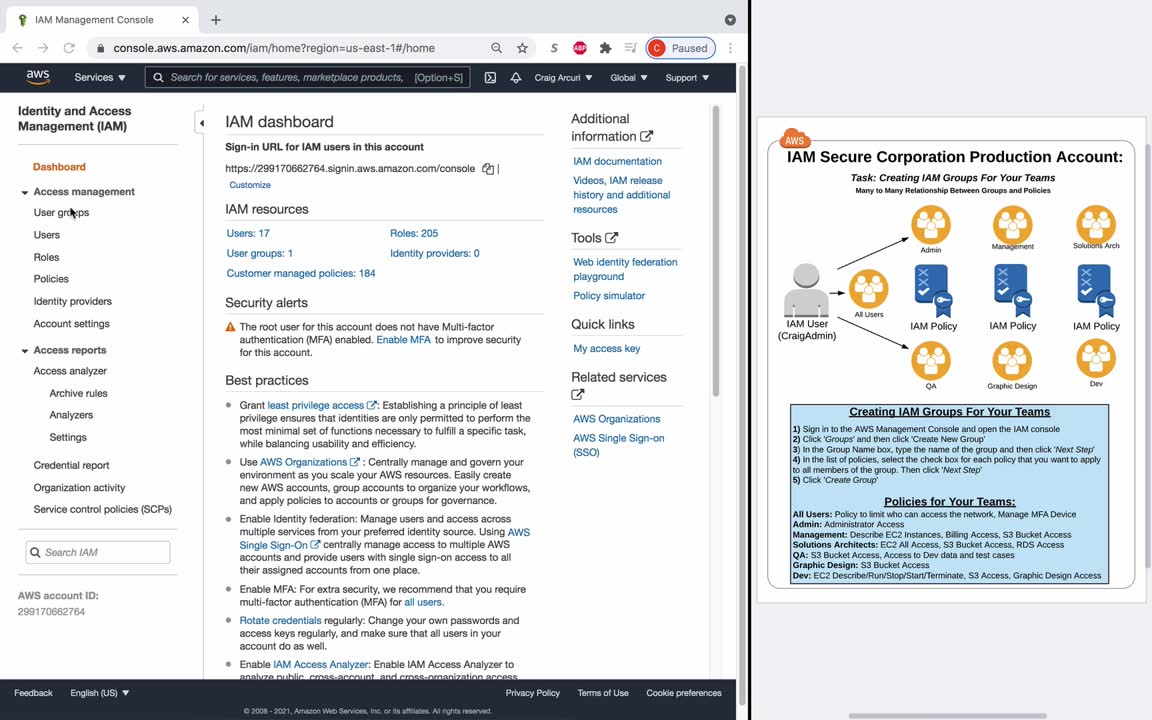 IAM Management Console
console.aws.amazon.com/iam/home?region=us-east-1#/home
S
ABP
C Paused
aws
Services
Search for services, features, marketplace products, [Option+S]
Craig Arcuri
Global
Support
Identity and Access
Management (IAM)
Dashboard
Access management
User groups
Users
Roles
Policies
Identity providers
Account settings
Access reports
Access analyzer
Archive rules
Analyzers
Settings
Credential report
Organization activity
Service control policies (SCPs)
Search IAM
AWS account ID:
299170662764
IAM dashboard
Sign-in URL for IAM users in this account
https://299170662764.signin.aws.amazon.com/console |
Customize
IAM resources
Users: 17 Roles: 205
User groups: 1 Identity providers: 0
Customer managed policies: 184
Security alerts
The root user for this account does not have Multi-factor
authentication (MFA) enabled. Enable MFA to improve security
for this account.
Best practices
Grant least privilege access : Establishing a principle of least
privilege ensures that identities are only permitted to perform the
most minimal set of functions necessary to fulfill a specific task,
while balancing usability and efficiency.
Use AWS Organizations : Centrally manage and govern your
environment as you scale your AWS resources. Easily create
new AWS accounts, group accounts to organize your workflows,
and apply policies to accounts or groups for governance.
Enable Identity federation: Manage users and access across
multiple services from your preferred identity source. Using AWS
Single Sign-On centrally manage access to multiple AWS
accounts and provide users with single sign-on access to all
their assigned accounts from one place.
Enable MFA: For extra security, we recommend that you require
multi-factor authentication (MFA) for all users.
Rotate credentials regularly: Change your own passwords and
access keys regularly, and make sure that all users in your
account do as well.
Enable IAM Access Analyzer: Enable IAM Access Analyzer to
analyze public, cross-account, and cross-organization access
Additional
information
IAM documentation
Videos, IAM release
history and additional
resources
Tools
Web identity federation
playground
Policy simulator
Quick links
My access key
Related services
AWS Organizations
AWS Single Sign-on
(SSO)
Feedback
English (US)
Privacy Policy
Terms of Use
Cookie preferences
© 2008 - 2021, Amazon Web Services, Inc. or its affiliates. All rights reserved.
AWS
IAM Secure Corporation Production Account:
Task: Creating IAM Groups For Your Teams
Many to Many Relationship Between Groups and Policies
Admin
Management
Solutions Arch
IAM User
(CraigAdmin)
All Users
IAM Policy
IAM Policy
IAM Policy
QA
Graphic Design
Dev
Creating IAM Groups For Your Teams
1) Sign in to the AWS Management Console and open the IAM console
2) Click 'Groups' and then click 'Create New Group'
3) In the Group Name box, type the name of the group and then click 'Next Step'
4) In the list of policies, select the check box for each policy that you want to apply
to all members of the group. Then click 'Next Step'
5) Click 'Create Group'
Policies for Your Teams:
All Users: Policy to limit who can access the network, Manage MFA Device
Admin: Administrator Access
Management: Describe EC2 Instances, Billing Access, S3 Bucket Access
Solutions Architects: EC2 All Access, S3 Bucket Access, RDS Access
QA: S3 Bucket Access, Access to Dev data and test cases
Graphic Design: S3 Bucket Access
Dev: EC2 Describe/Run/Stop/Start/Terminate, S3 Access, Graphic Design Access